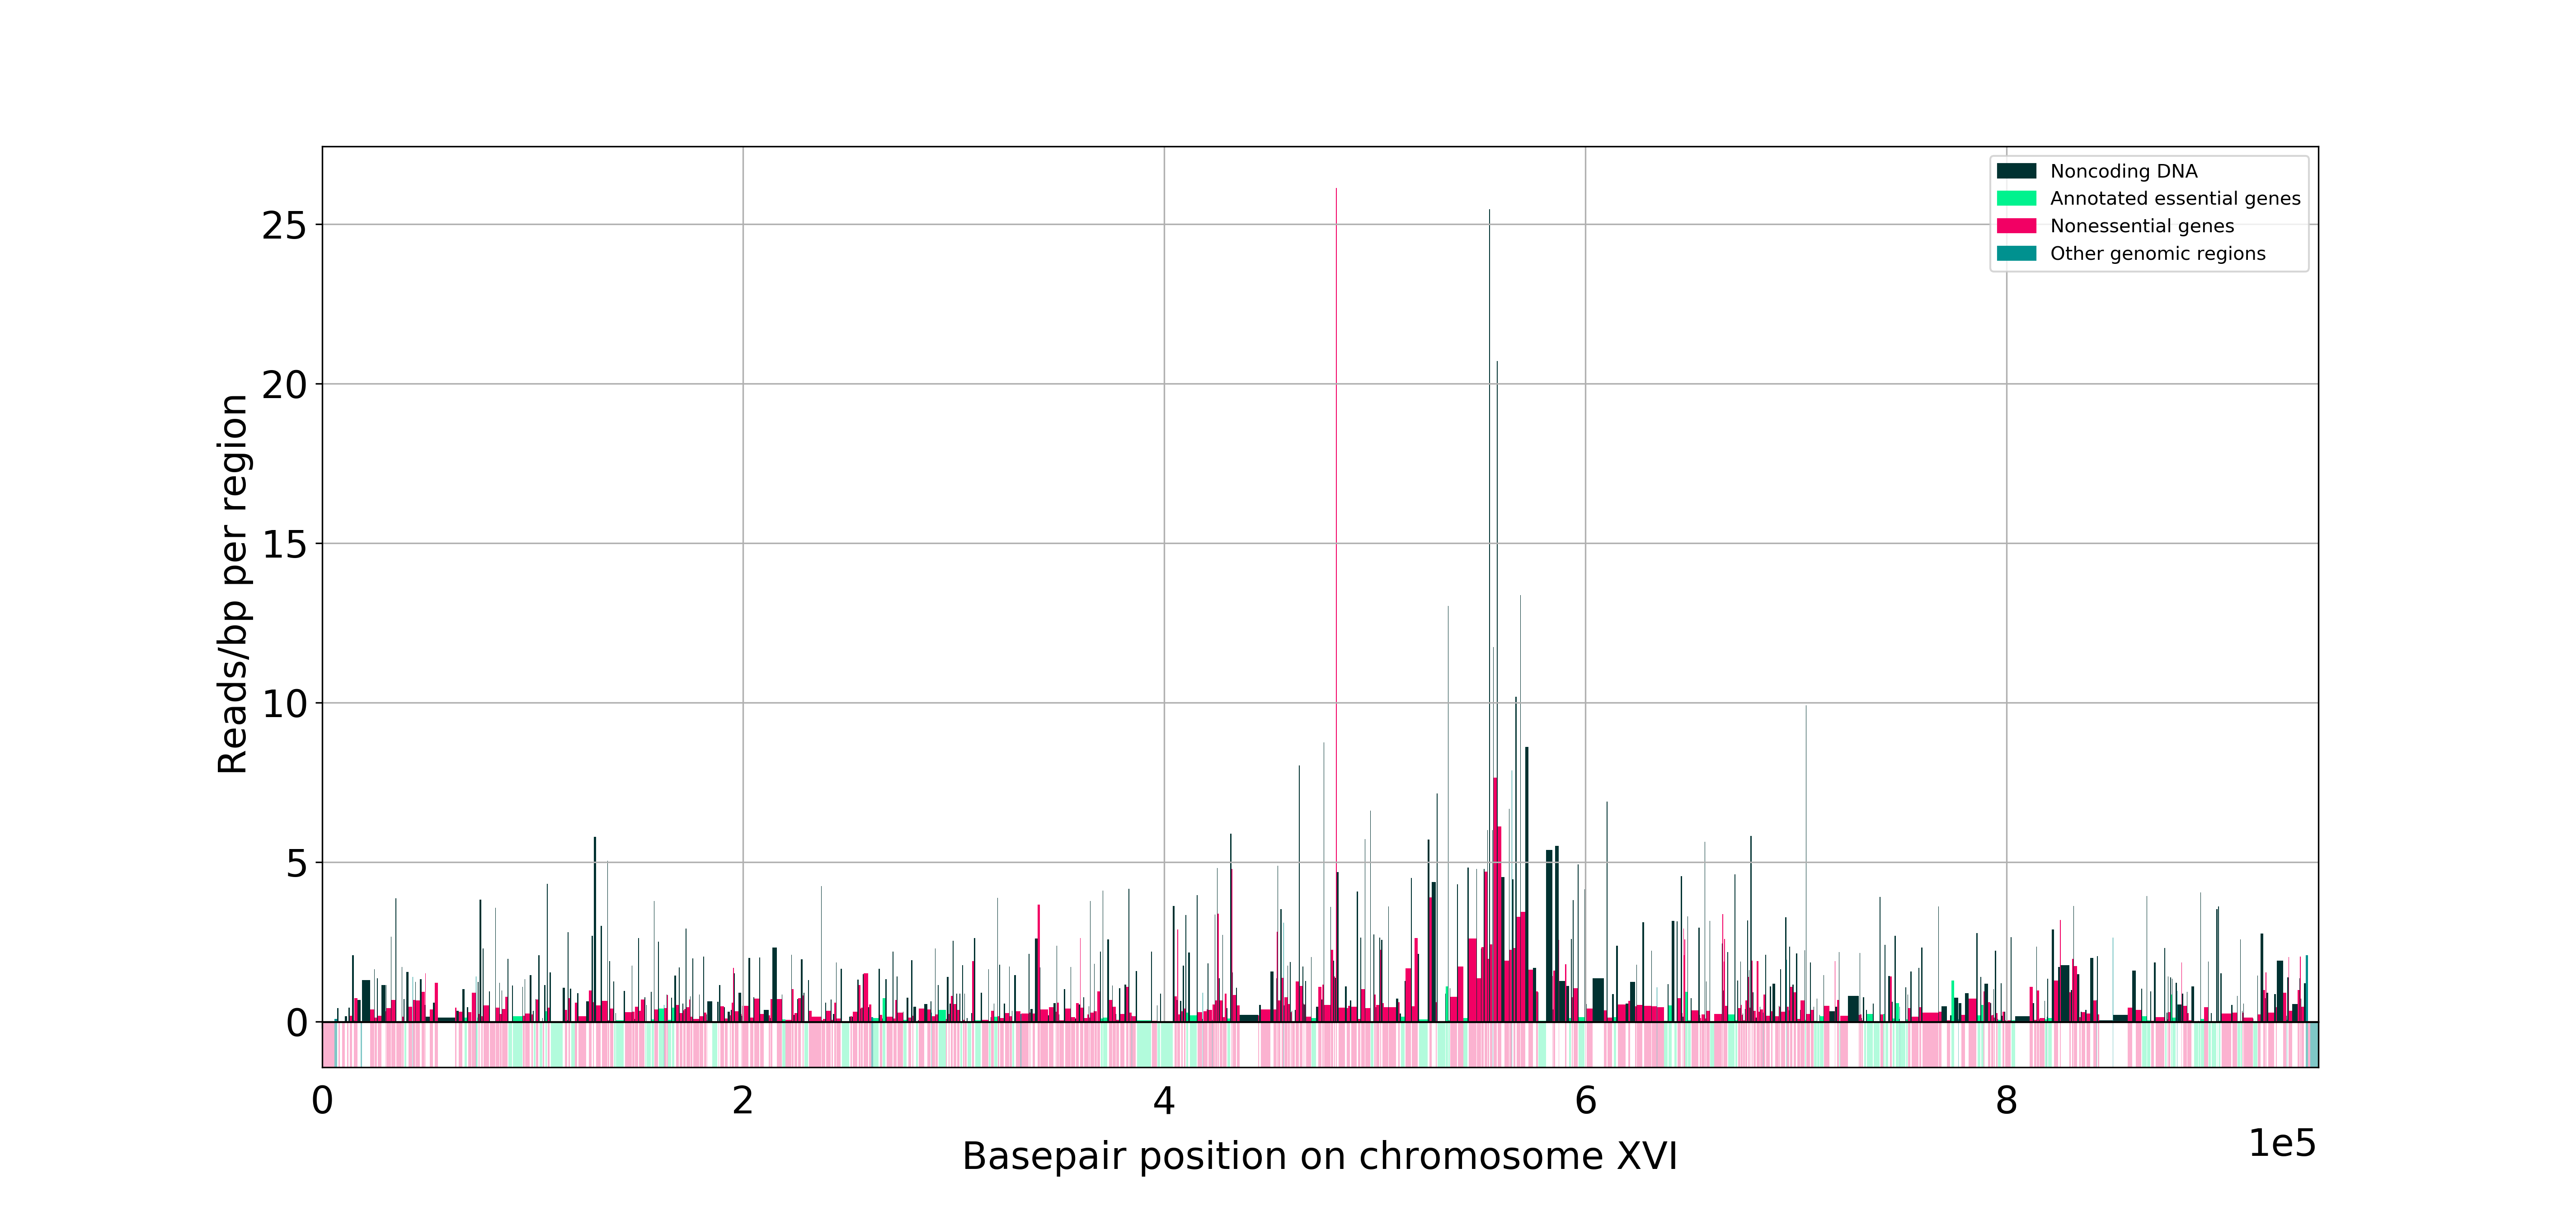 25
20
15
10
5
0
Reads/bp per region
Noncoding DNA
Annotated essential genes
Nonessential genes
Other genomic regions
0 2 4 6 8
1e5
Basepair position on chromosome XVI